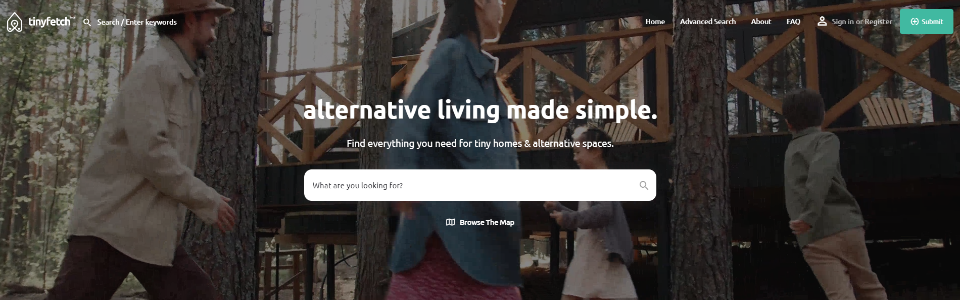 tinyfetch™
Search / Enter keywords
Home
Advanced Search
About
FAQ
Sign in or Register
Submit
alternative living made simple.
Find everything you need for tiny homes & alternative spaces.
What are you looking for?
Browse The Map